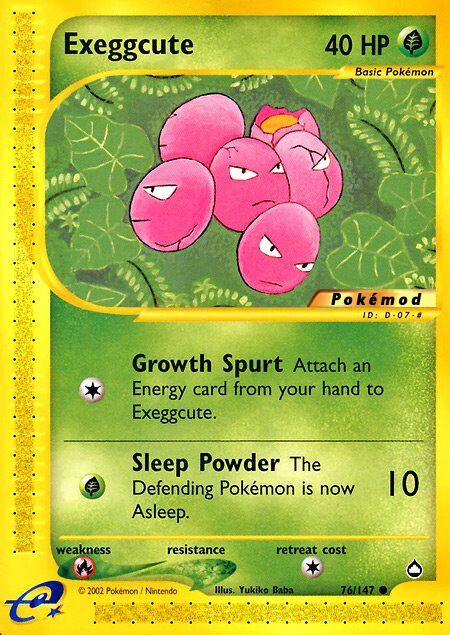 Exeggcute 40 HP
Basic Pokémon
Pokémod
ID: D-07-#
Growth Spurt Attach an
Energy card from your hand to
Exeggcute.
Sleep Powder The
Defending Pokémon is now 10
Asleep.
weakness resistance retreat cost
© 2002 Pokémon / Nintendo Illus. Yukiko Baba 76/147
e